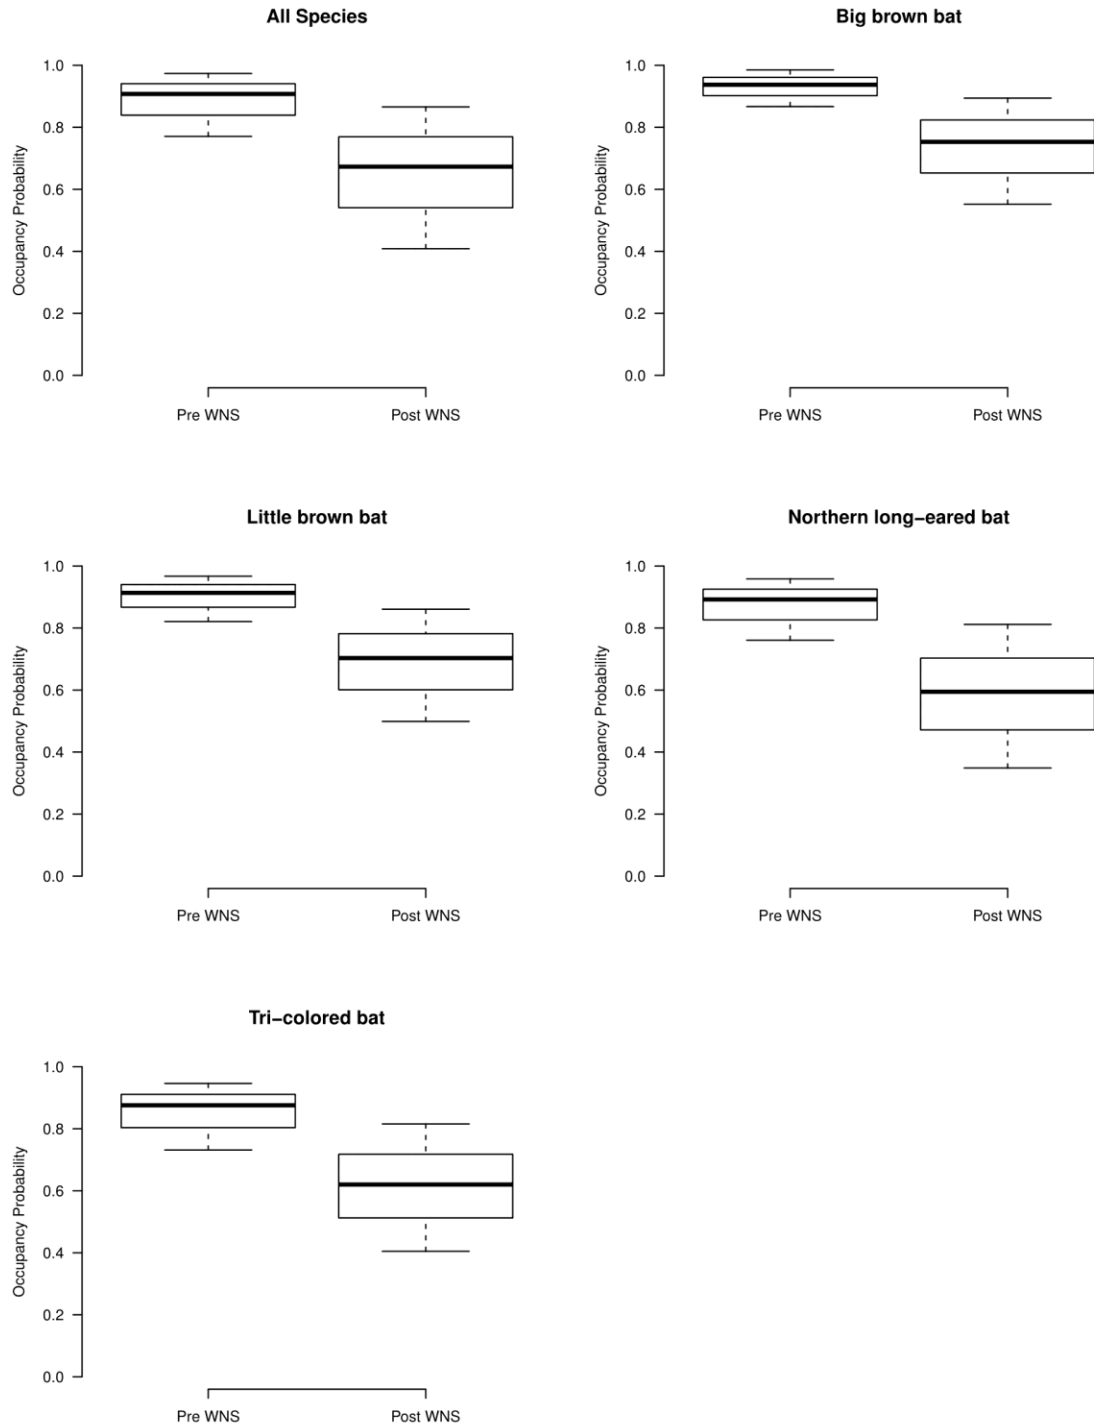 All Species
Occupancy Probability
1.0
0.8
0.6
0.4
0.2
0.0
Pre WNS
Post WNS
Big brown bat
Occupancy Probability
1.0
0.8
0.6
0.4
0.2
0.0
Pre WNS
Post WNS
Little brown bat
Occupancy Probability
1.0
0.8
0.6
0.4
0.2
0.0
Pre WNS
Post WNS
Northern long−eared bat
Occupancy Probability
1.0
0.8
0.6
0.4
0.2
0.0
Pre WNS
Post WNS
Tri−colored bat
Occupancy Probability
1.0
0.8
0.6
0.4
0.2
0.0
Pre WNS
Post WNS